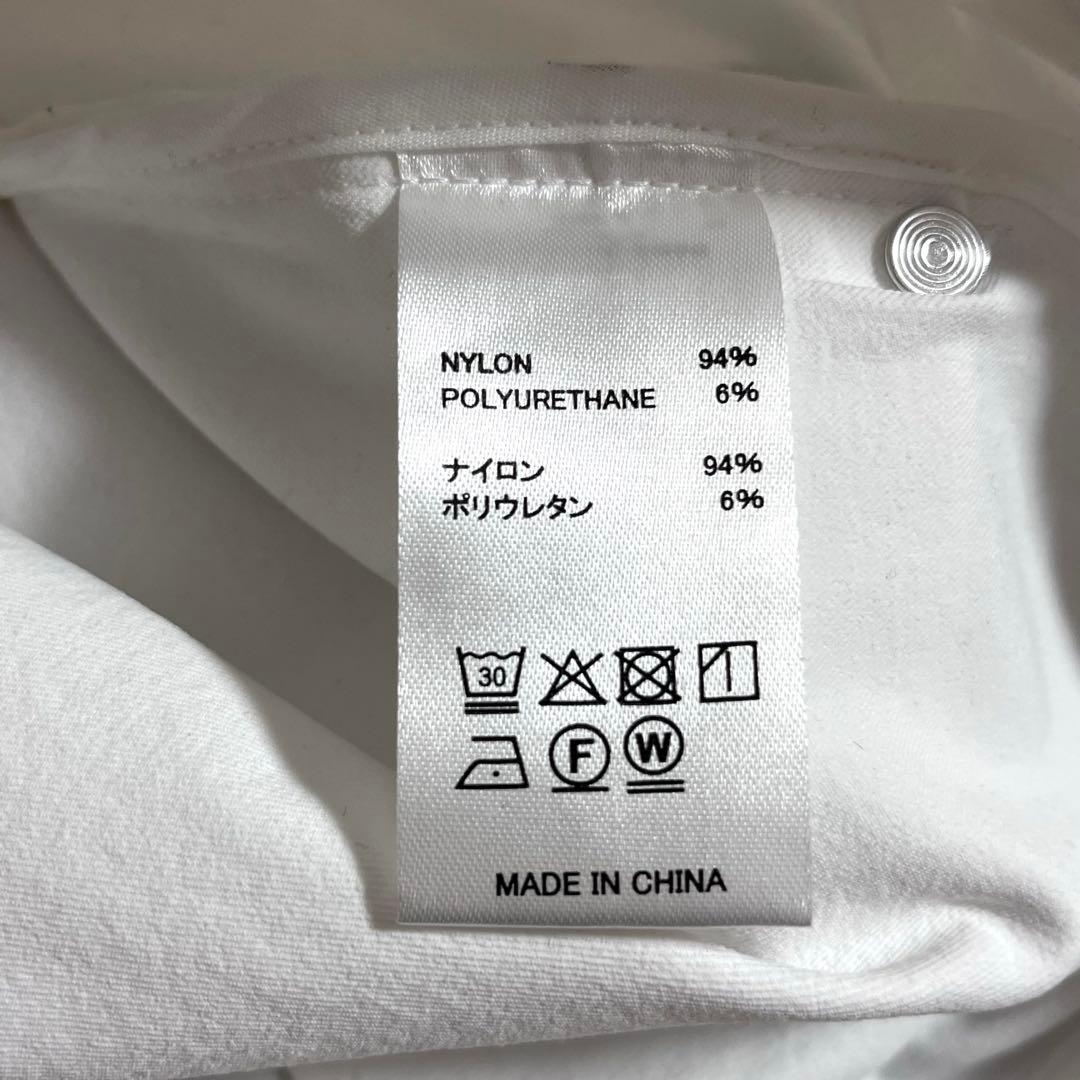 NYLON 94%
POLYURETHANE 6%
ナイロン 94%
ポリウレタン 6%
30
F W
MADE IN CHINA